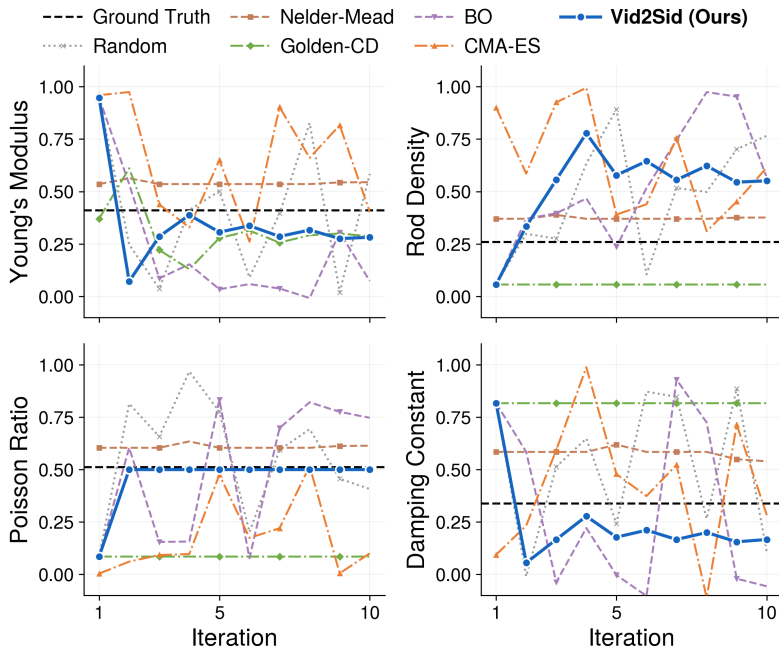 Ground Truth Nelder-Mead BO Vid2Sid (Ours)
Random Golden-CD CMA-ES
Young's Modulus
1.00
0.75
0.50
0.25
0.00
Rod Density
1.00
0.75
0.50
0.25
0.00
Poisson Ratio
1.00
0.75
0.50
0.25
0.00
1 5 10
Iteration
Damping Constant
1.00
0.75
0.50
0.25
0.00
1 5 10
Iteration